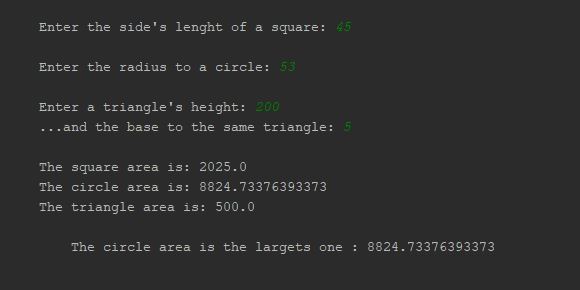 Enter the side's lenght of a square: 45
Enter the radius to a circle: 53
Enter a triangle's height: 200
...and the base to the same triangle: 5
The square area is: 2025.0
The circle area is: 8824.73376393373
The triangle area is: 500.0
The circle area is the largets one : 8824.73376393373